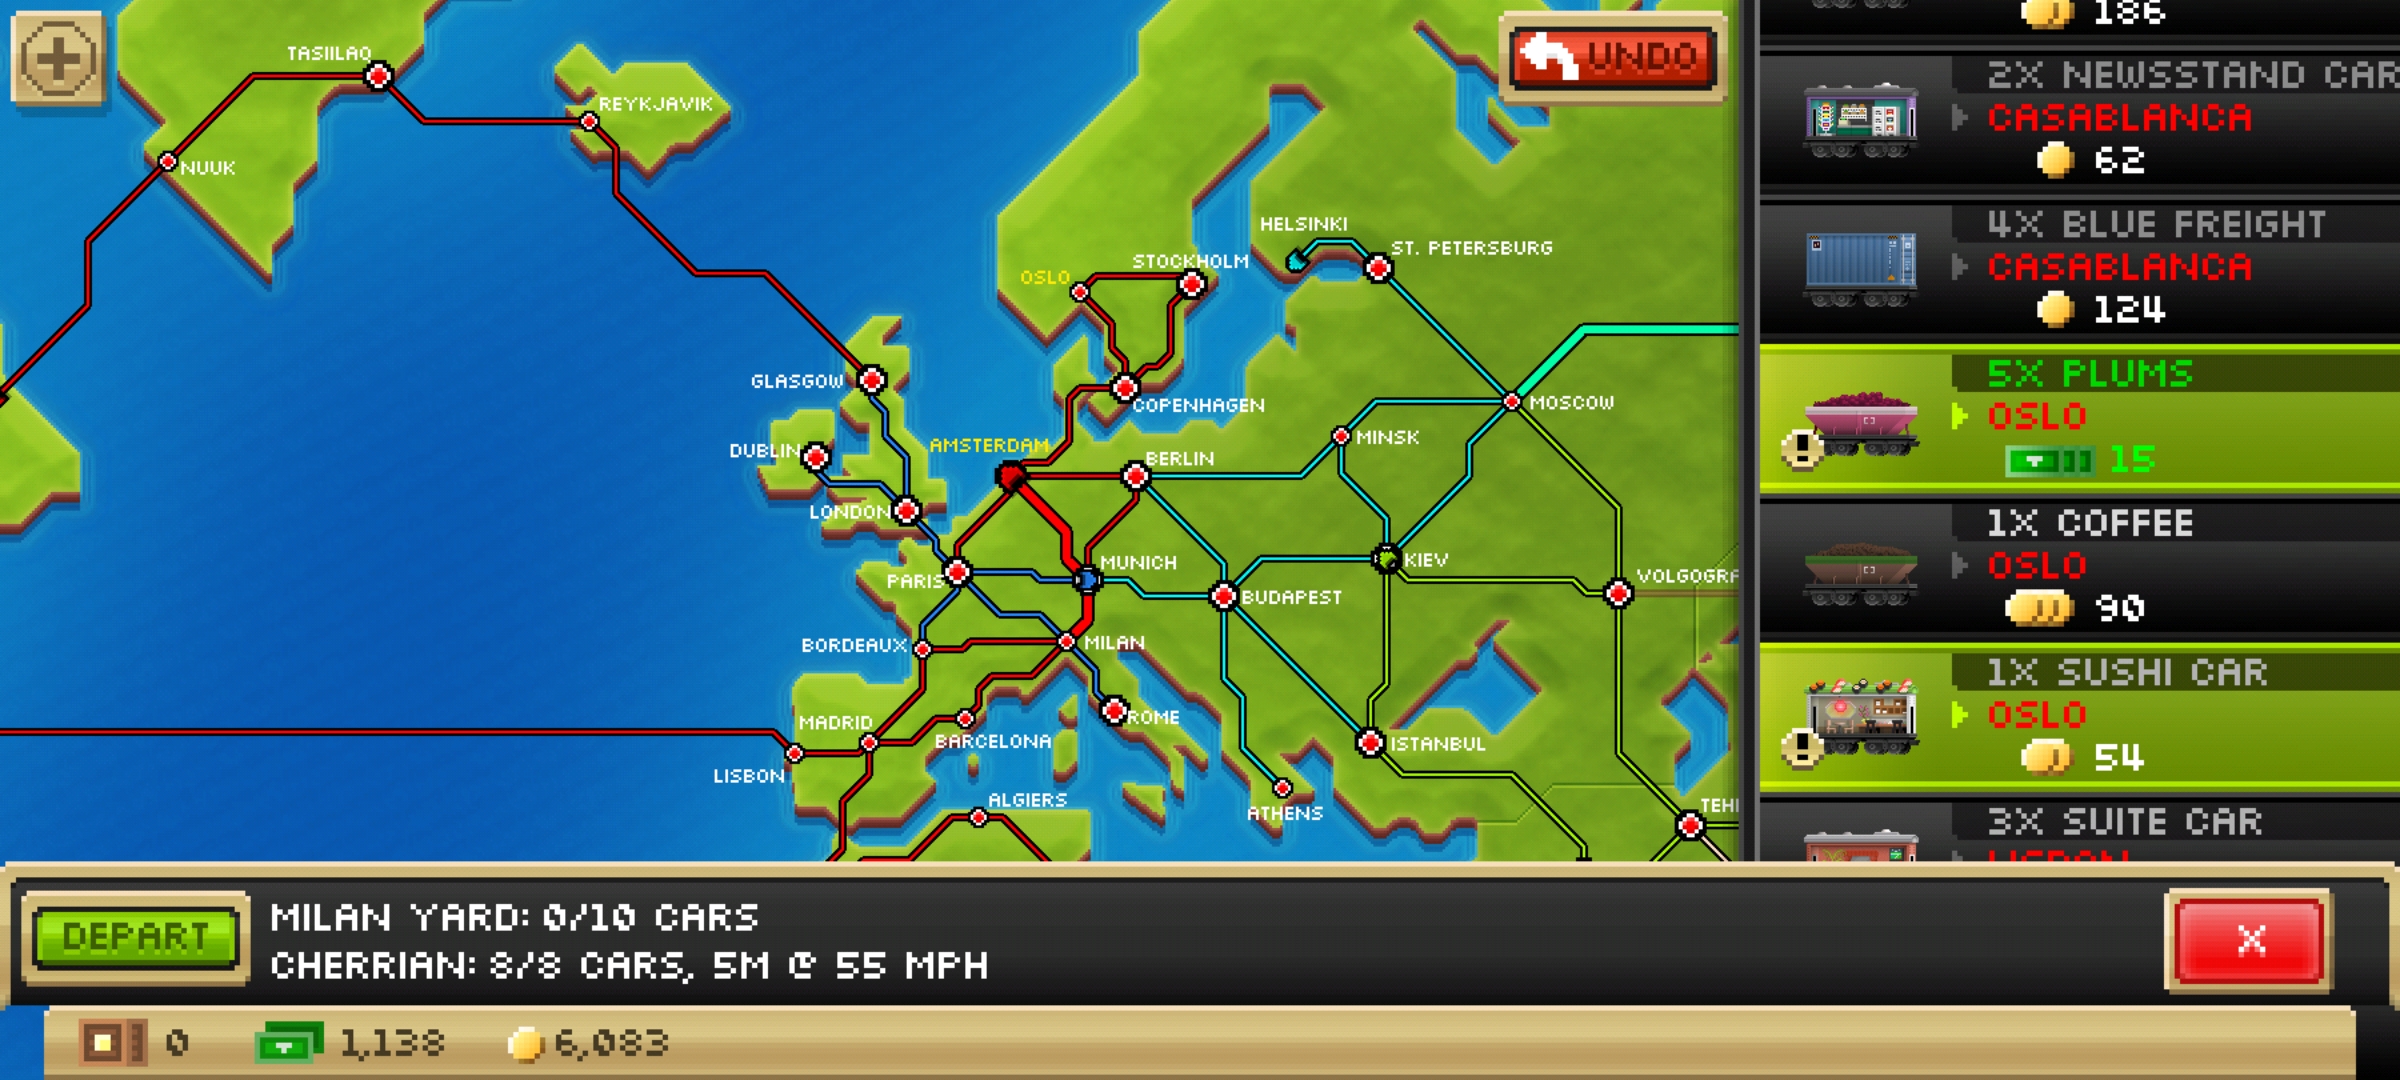 TASIILAQ
NUUK
REYKJAVIK
UNDO
HELSINKI
ST. PETERSBURG
STOCKHOLM
OSLO
GLASGOW
COPENHAGEN
MOSCOW
MINSK
DUBLIN
AMSTERDAM
BERLIN
LONDON
MUNICH
KIEV
PARIS
BUDAPEST
VOLGOGRA
BORDEAUX
MILAN
MADRID
ROME
BARCELONA
ISTANBUL
LISBON
ALGIERS
ATHENS
TEH
186
2X NEWSSTAND CAR
CASABLANCA
62
4X BLUE FREIGHT
CASABLANCA
124
5X PLUMS
OSLO
15
1X COFFEE
OSLO
90
1X SUSHI CAR
OSLO
54
3X SUITE CAR
LISBON
DEPART
MILAN YARD: 0/10 CARS
CHERRIAN: 8/8 CARS, 5M @ 55 MPH
X
0
1,138
6,083